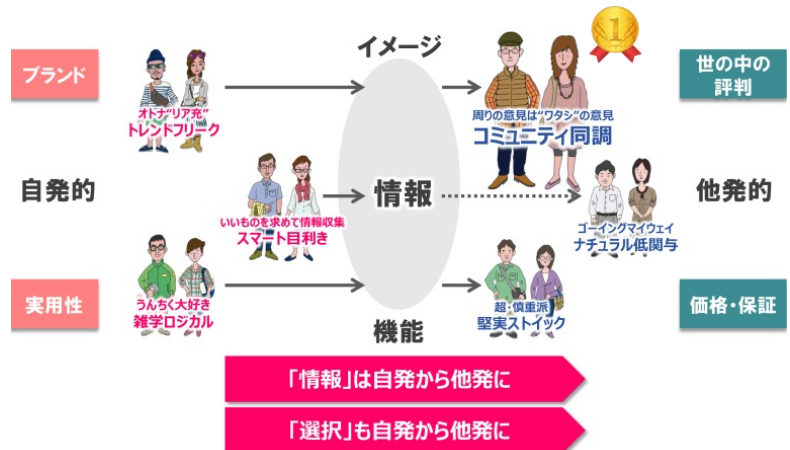 イメージ
1
ブランド
世の中の
評判
オトナ"リア充"
トレンドフリーク
周りの意見は"ワタシ"の意見
コミュニティ同調
自発的
情報
他発的
いいものを求めて情報収集
スマート目利き
ゴーイングマイウェイ
ナチュラル低関与
実用性
うんちく大好き
雑学ロジカル
超・慎重派
堅実ストイック
価格・保証
機能
「情報」は自発から他発に
「選択」も自発から他発に